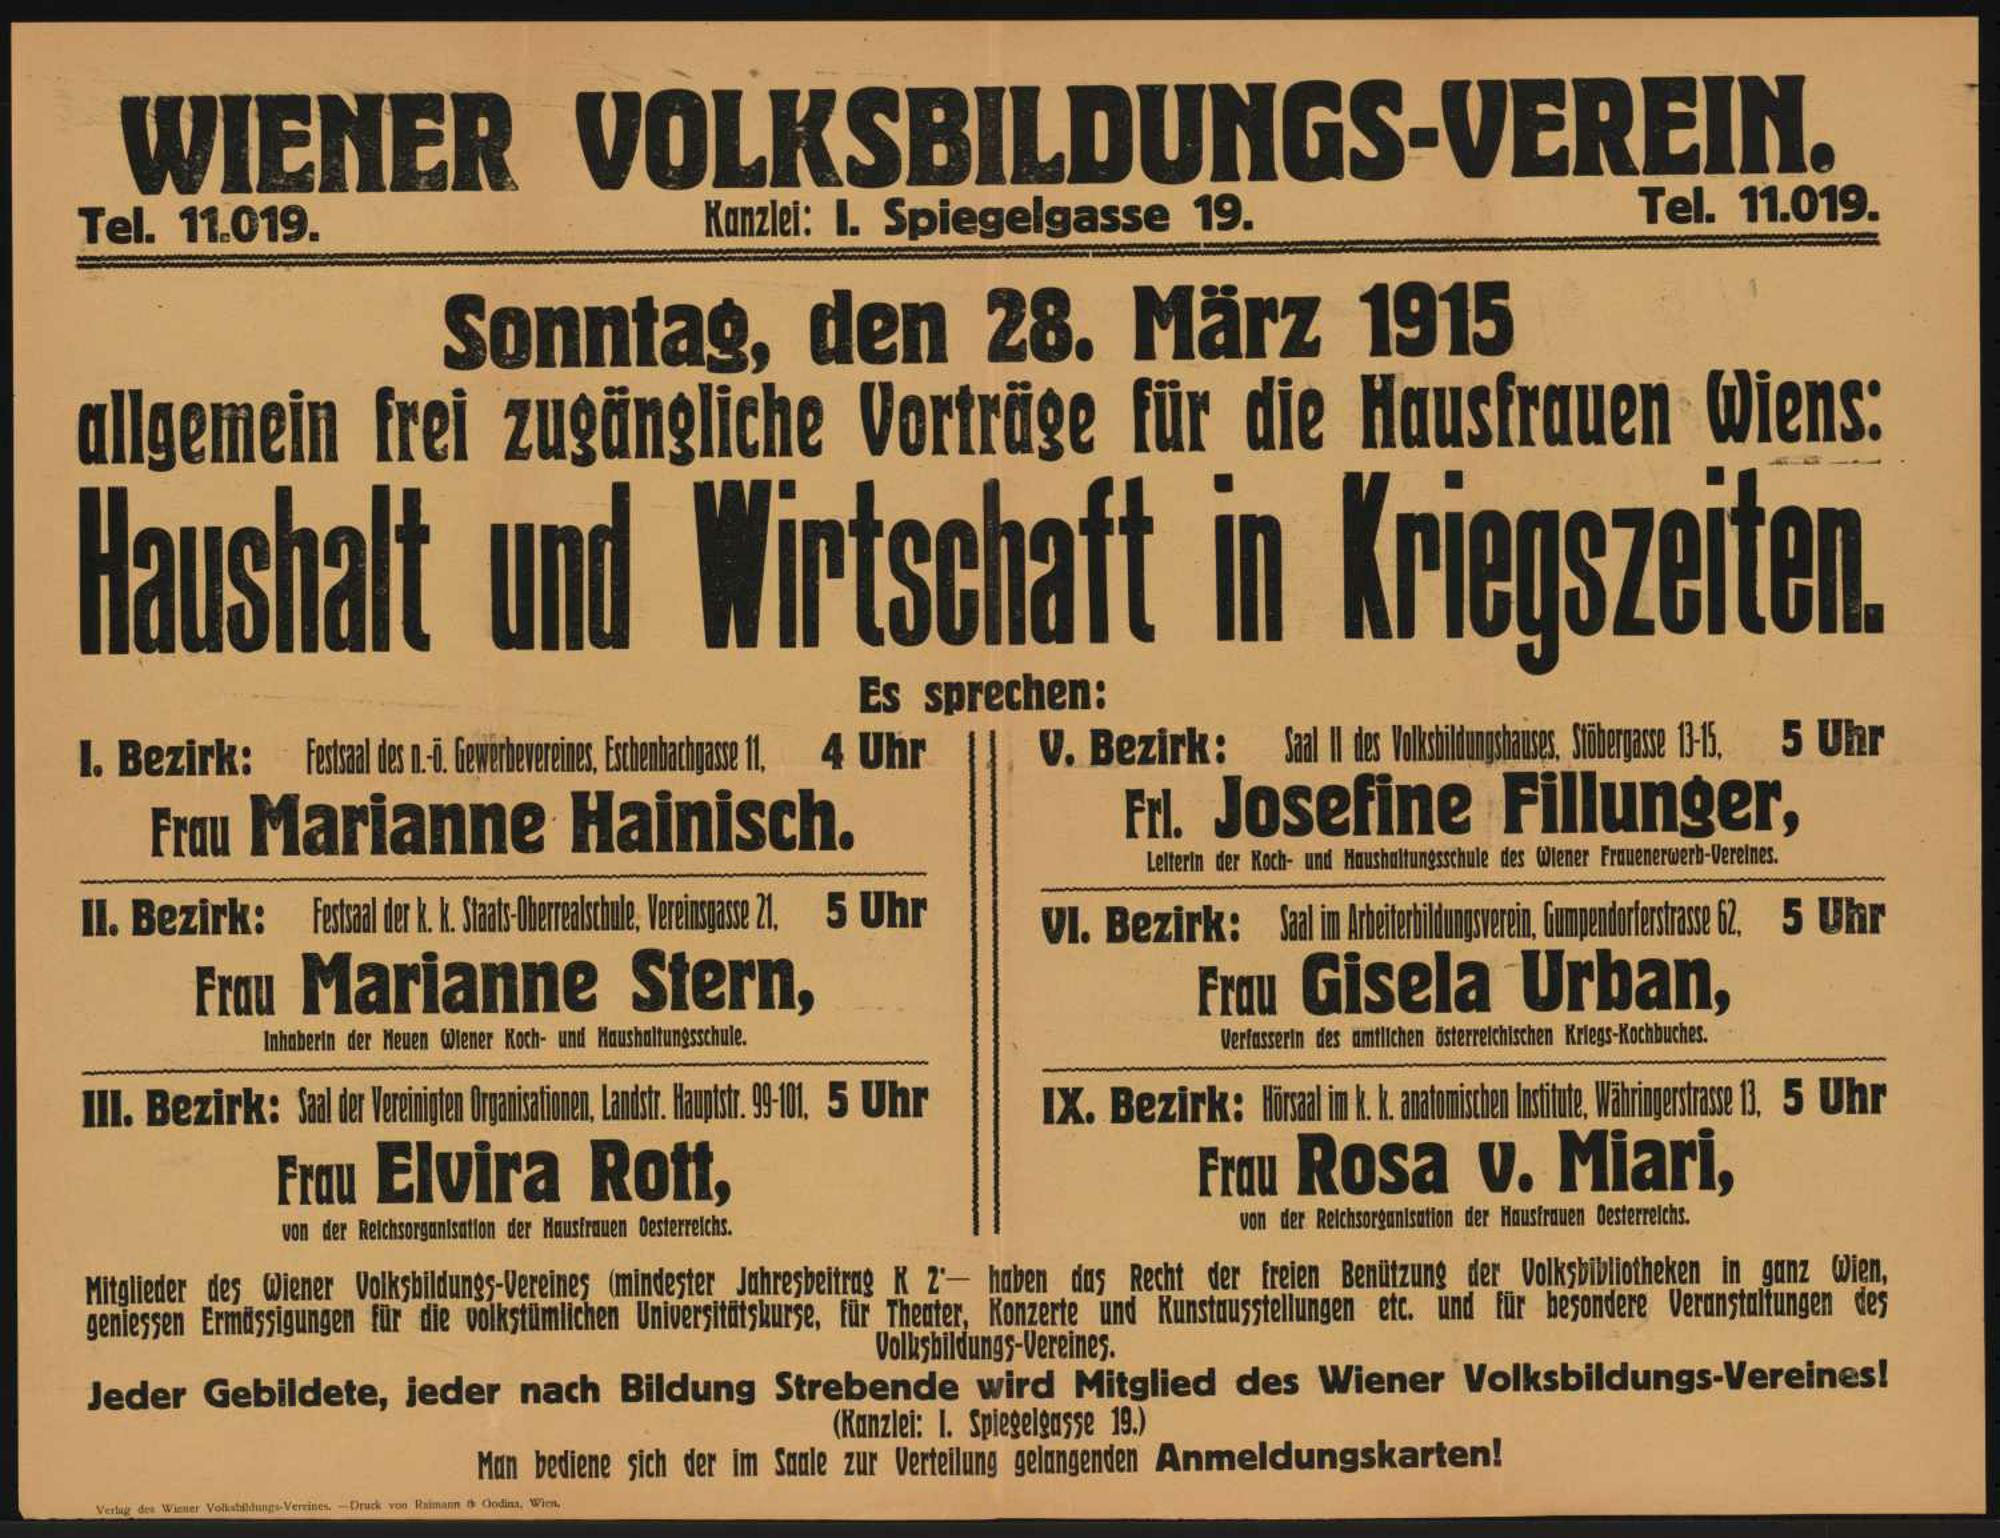 WIENER VOLKSBILDUNGS-VEREIN.
Tel. 11.019. Kanzlei: I. Spiegelgasse 19. Tel. 11.019.
Sonntag, den 28. März 1915
allgemein frei zugängliche Vorträge für die Hausfrauen Wiens:
Haushalt und Wirtschaft in Kriegszeiten.
Es sprechen:
I. Bezirk: Festsaal des n.-ö. Gewerbevereines, Eschenbachgasse 11, 4 Uhr
Frau Marianne Hainisch.
II. Bezirk: Festsaal der k. k. Staats-Oberrealschule, Vereinsgasse 21, 5 Uhr
Frau Marianne Stern,
Inhaberin der Neuen Wiener Koch- und Haushaltungsschule.
III. Bezirk: Saal der Vereinigten Organisationen, Landstr. Hauptstr. 99-101, 5 Uhr
Frau Elvira Rott,
von der Reichsorganisation der Hausfrauen Oesterreichs.
V. Bezirk: Saal II des Volksbildungshauses, Stöbergasse 13-15, 5 Uhr
Frl. Josefine Fillunger,
Leiterin der Koch- und Haushaltungsschule des Wiener Frauenerwerb-Vereines.
VI. Bezirk: Saal im Arbeiterbildungsverein, Gumpendorferstrasse 62, 5 Uhr
Frau Gisela Urban,
Verfasserin des amtlichen österreichischen Kriegs-Kochbuches.
IX. Bezirk: Hörsaal im k. k. anatomischen Institute, Währingerstrasse 13, 5 Uhr
Frau Rosa v. Miari,
von der Reichsorganisation der Hausfrauen Oesterreichs.
Mitglieder des Wiener Volksbildungs-Vereines (mindester Jahresbeitrag K 2·— haben das Recht der freien Benützung der Volksbibliotheken in ganz Wien,
geniessen Ermässigungen für die volkstümlichen Universitätskurse, für Theater, Konzerte und Kunstausstellungen etc. und für besondere Veranstaltungen des
Volksbildungs-Vereines.
Jeder Gebildete, jeder nach Bildung Strebende wird Mitglied des Wiener Volksbildungs-Vereines!
(Kanzlei: I. Spiegelgasse 19.)
Man bediene sich der im Saale zur Verteilung gelangenden Anmeldungskarten!
Verlag des Wiener Volksbildungs-Vereines. — Druck von Raimann & Godina, Wien.